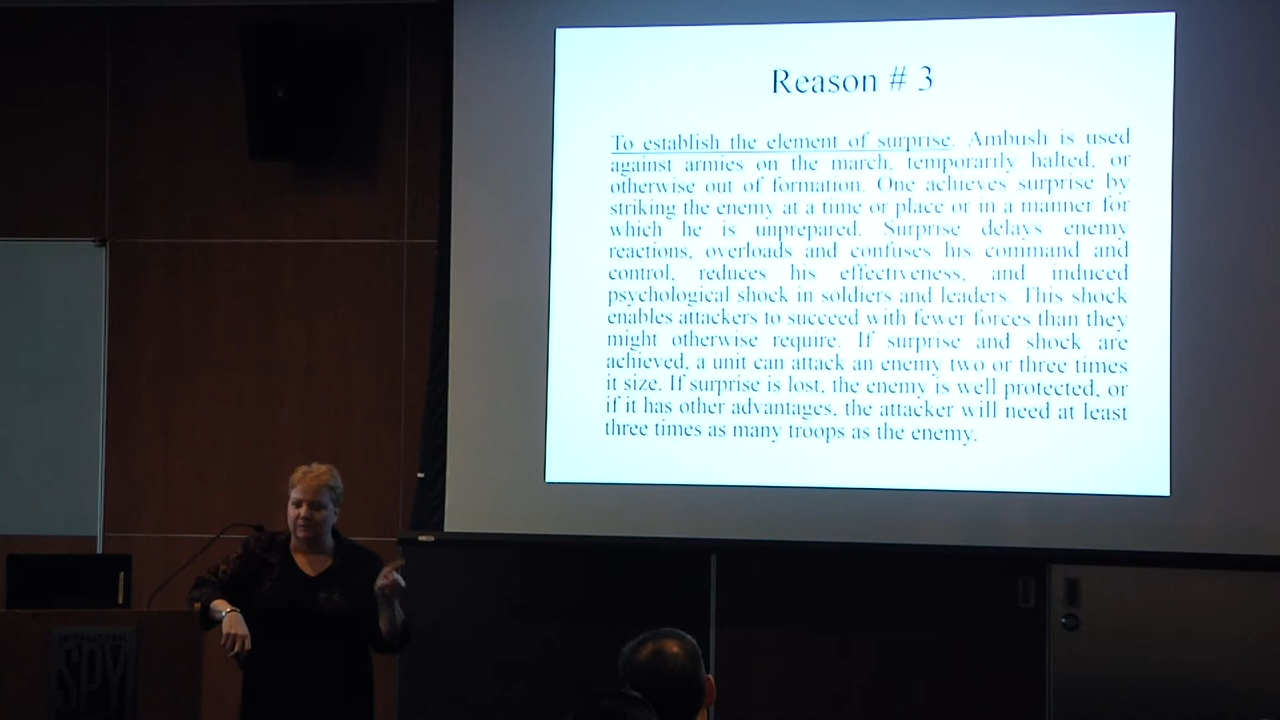 Reason # 3
To establish the element of surprise. Ambush is used
against armies on the march, temporarily halted, or
otherwise out of formation. One achieves surprise by
striking the enemy at a time or place or in a manner for
which he is unprepared. Surprise delays enemy
reactions, overloads and confuses his command and
control, reduces his effectiveness, and induced
psychological shock in soldiers and leaders. This shock
enables attackers to succeed with fewer forces than they
might otherwise require. If surprise and shock are
achieved, a unit can attack an enemy two or three times
it size. If surprise is lost, the enemy is well protected, or
if it has other advantages, the attacker will need at least
three times as many troops as the enemy.
INTERNATIONAL
SPY